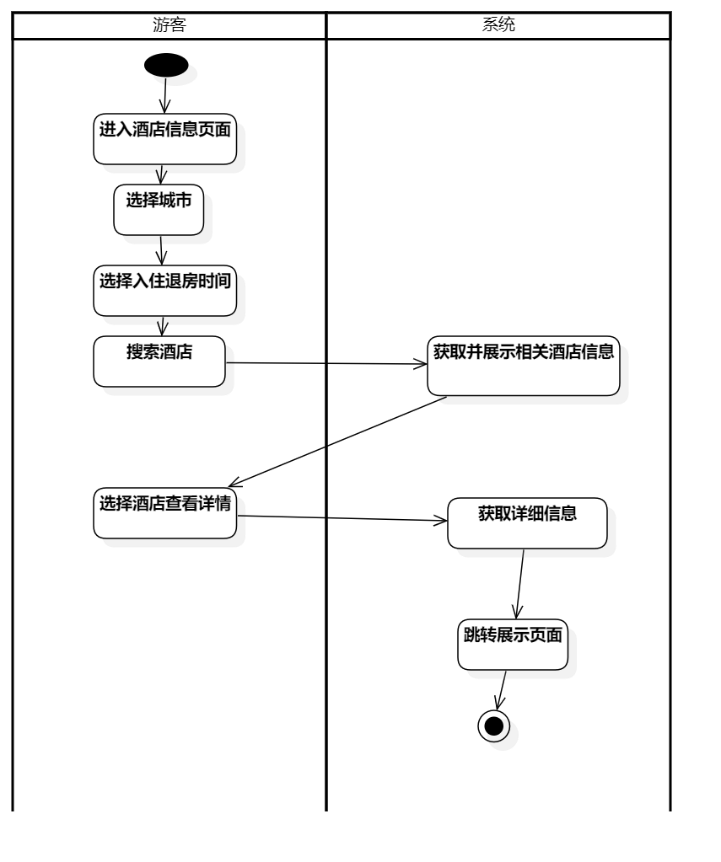 游客
系统
进入酒店信息页面
选择城市
选择入住退房时间
搜索酒店
获取并展示相关酒店信息
选择酒店查看详情
获取详细信息
跳转展示页面